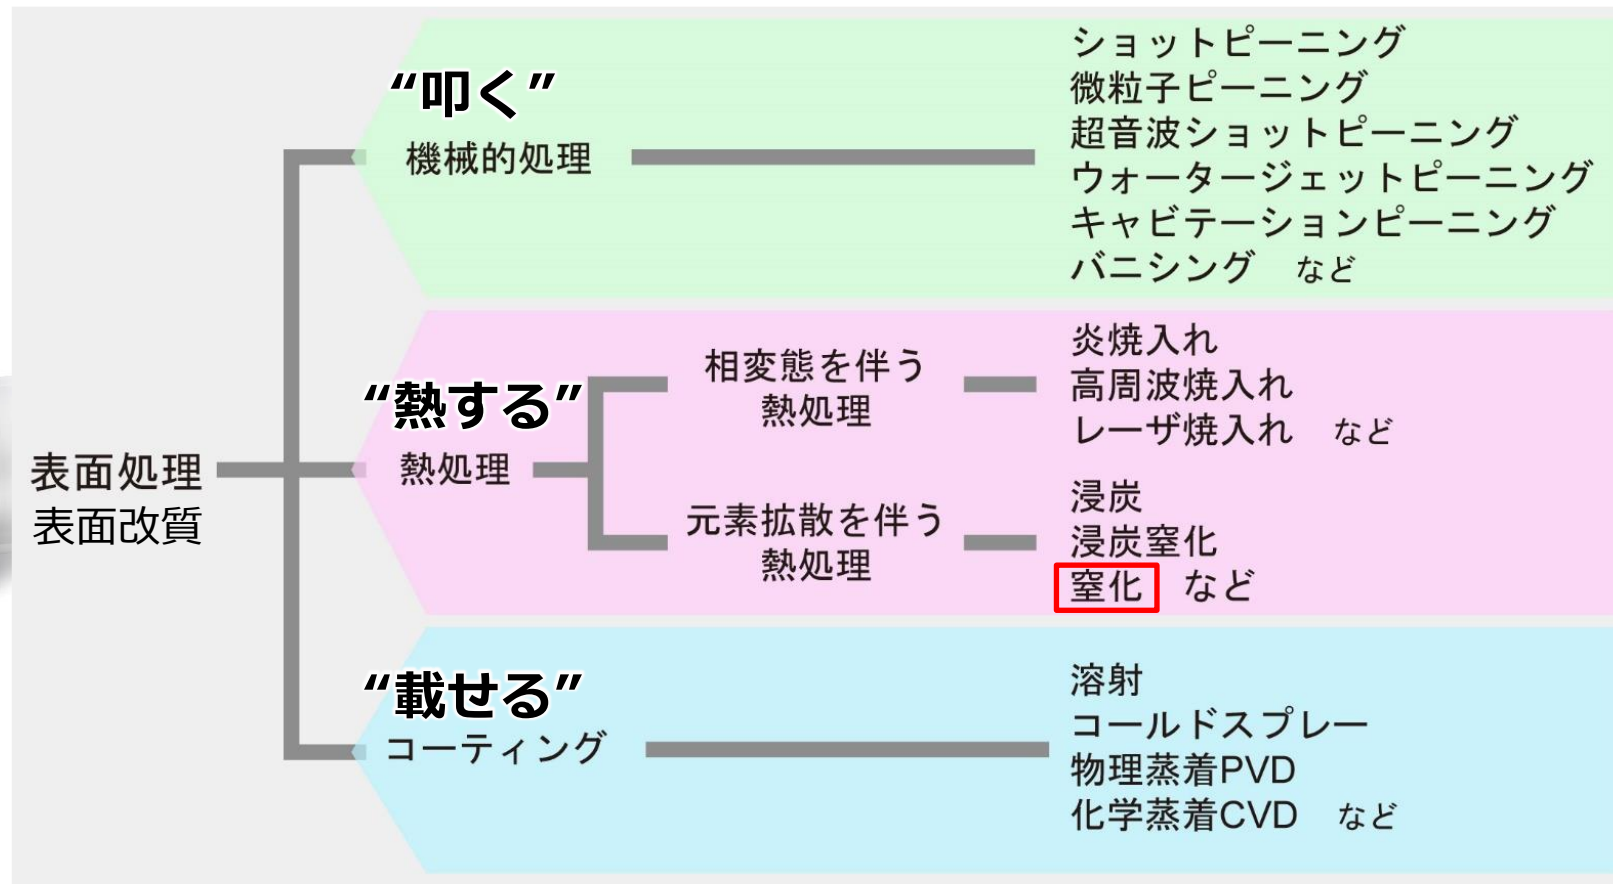 表面処理
表面改質
“叩く”
機械的処理
ショットピーニング
微粒子ピーニング
超音波ショットピーニング
ウォータージェットピーニング
キャビテーションピーニング
バニシング　など
“熱する”
熱処理
相変態を伴う
熱処理
炎焼入れ
高周波焼入れ
レーザ焼入れ　など
元素拡散を伴う
熱処理
浸炭
浸炭窒化
窒化　など
“載せる”
コーティング
溶射
コールドスプレー
物理蒸着PVD
化学蒸着CVD　など